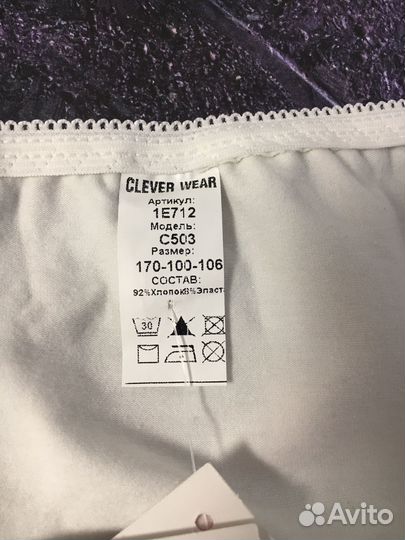 CLEVER WEAR
Артикул:
1E712
Модель:
C503
Размер:
170-100-106
СОСТАВ:
92%Хлопок8%Эласт
30
Avito